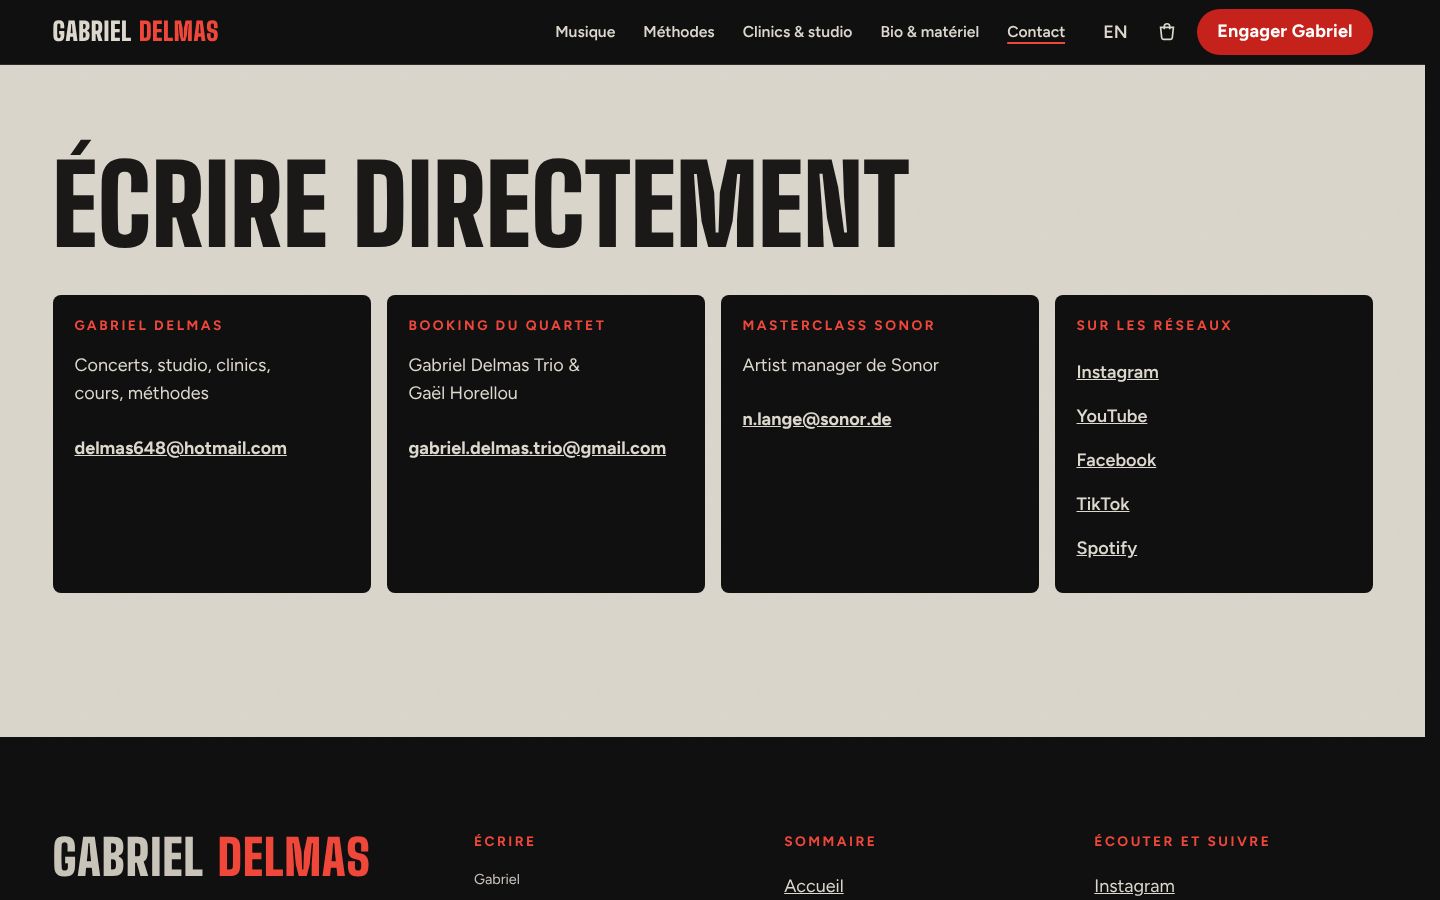 GABRIEL DELMAS
Musique
Méthodes
Clinics & studio
Bio & matériel
Contact
EN
Engager Gabriel
ÉCRIRE DIRECTEMENT
GABRIEL DELMAS
Concerts, studio, clinics,
cours, méthodes
delmas648@hotmail.com
BOOKING DU QUARTET
Gabriel Delmas Trio &
Gaël Horellou
gabriel.delmas.trio@gmail.com
MASTERCLASS SONOR
Artist manager de Sonor
n.lange@sonor.de
SUR LES RÉSEAUX
Instagram
YouTube
Facebook
TikTok
Spotify
GABRIEL DELMAS
ÉCRIRE
Gabriel
SOMMAIRE
Accueil
ÉCOUTER ET SUIVRE
Instagram